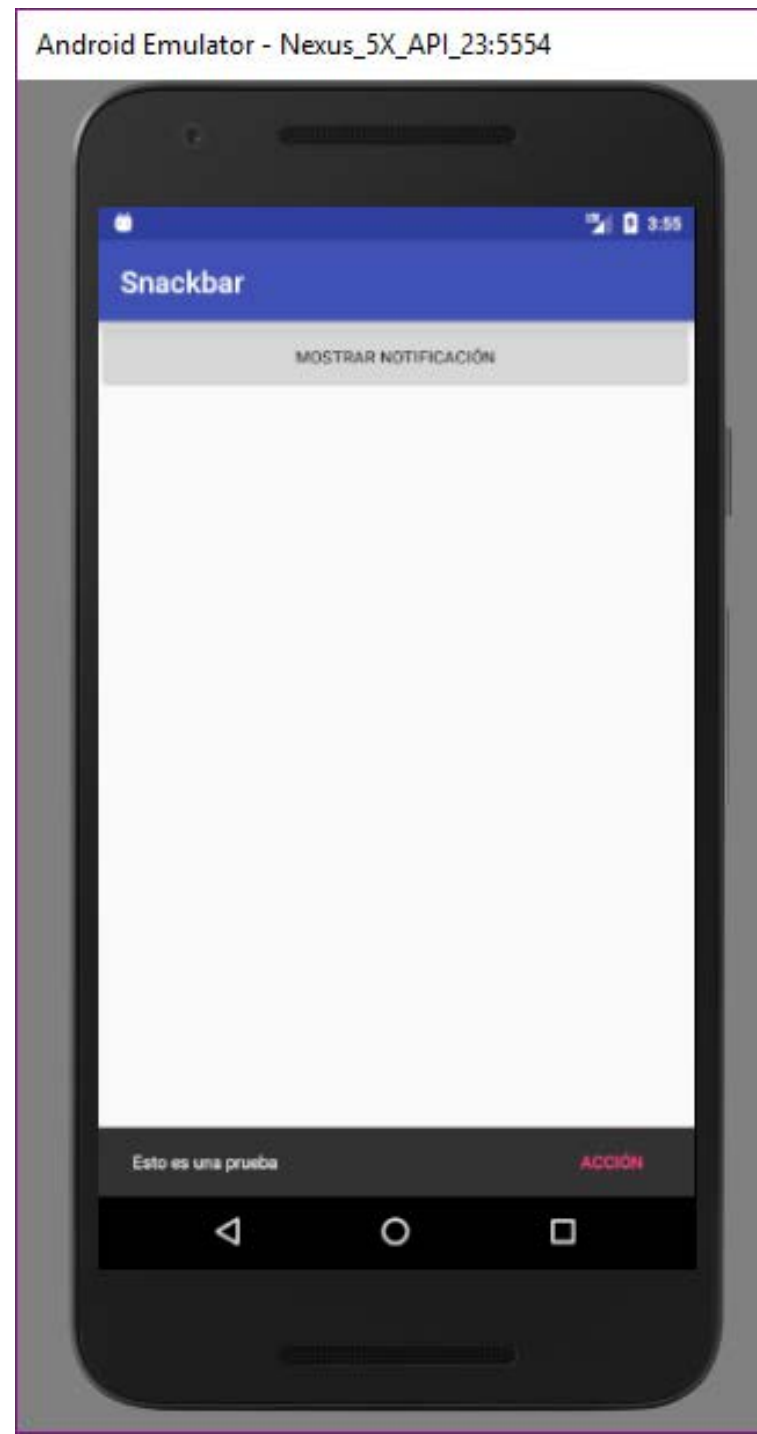 Android Emulator - Nexus_5X_API_23:5554
3:55
Snackbar
MOSTRAR NOTIFICACIÓN
Esto es una prueba ACCIÓN